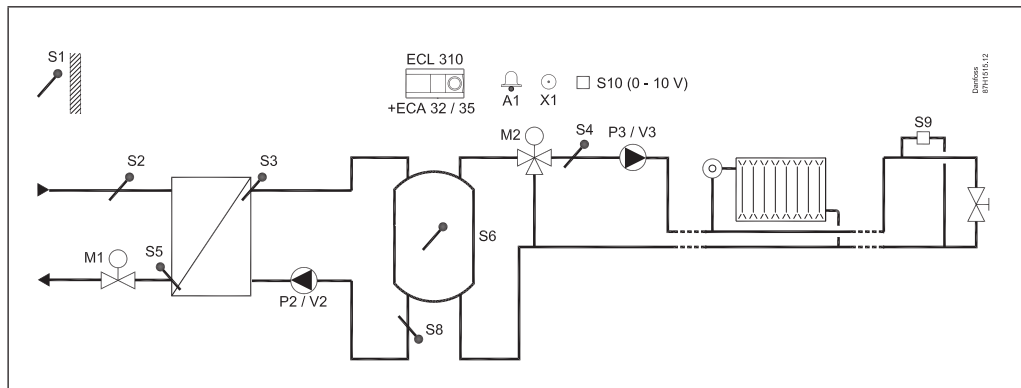 S1
ECL 310
+ECA 32 / 35
A1
X1
S10 (0 - 10 V)
Danfoss
87H1515.12
S2
S3
M2
S4
P3 / V3
S9
S6
M1
S5
P2 / V2
S8